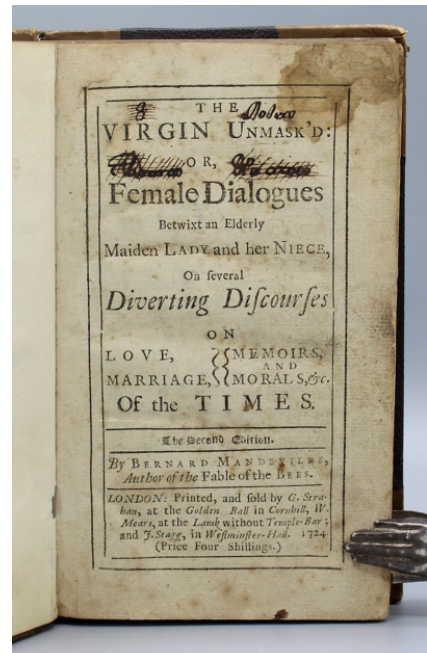 THE
VIRGIN UNMASK'D:
OR,
Female Dialogues
Betwixt an Elderly
Maiden LADY and her NIECE,
On ſeveral
Diverting Diſcourſes
ON
LOVE, MEMOIRS,
AND
MARRIAGE, MORALS, &c.
Of the TIMES.
The Second Edition.
By BERNARD MANDEVILLE,
Author of the Fable of the BEES.
LONDON: Printed, and ſold by G. Stra-
han, at the Golden Ball in Cornhill, W.
Mears, at the Lamb without Temple-Bar;
and J. Stagg, in Weſtminſter-Hall. 1724
(Price Four Shillings.)